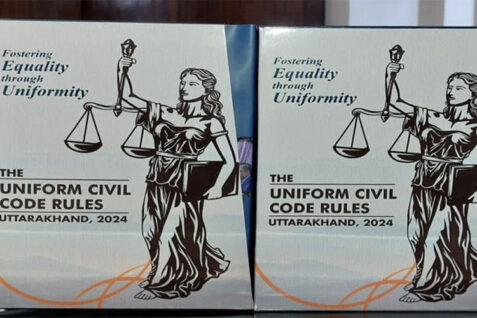 Fostering
Equality
through
Uniformity
THE
UNIFORM CIVIL
CODE RULES
UTTARAKHAND, 2024
Fostering
Equality
through
Uniformity
THE
UNIFORM CIVIL
CODE RULES
UTTARAKHAND, 2024